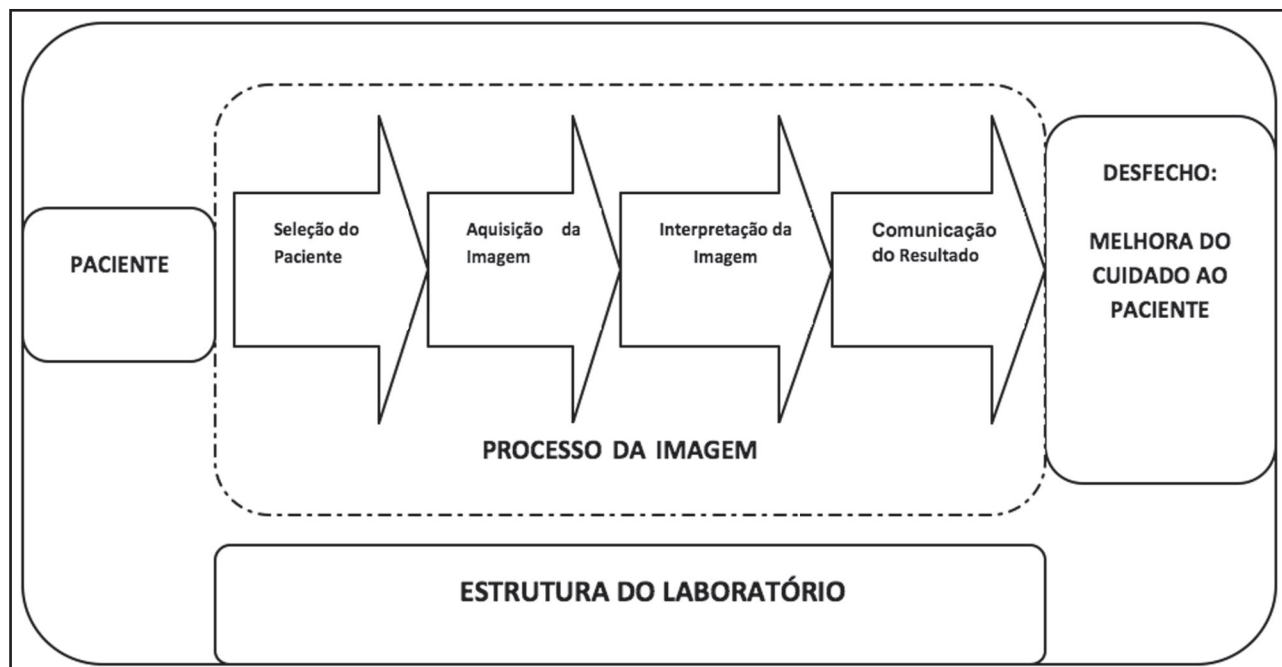 PACIENTE
Seleção do
Paciente
Aquisição da
Imagem
Interpretação da
Imagem
Comunicação
do Resultado
PROCESSO DA IMAGEM
DESFECHO:
MELHORA DO
CUIDADO AO
PACIENTE
ESTRUTURA DO LABORATÓRIO